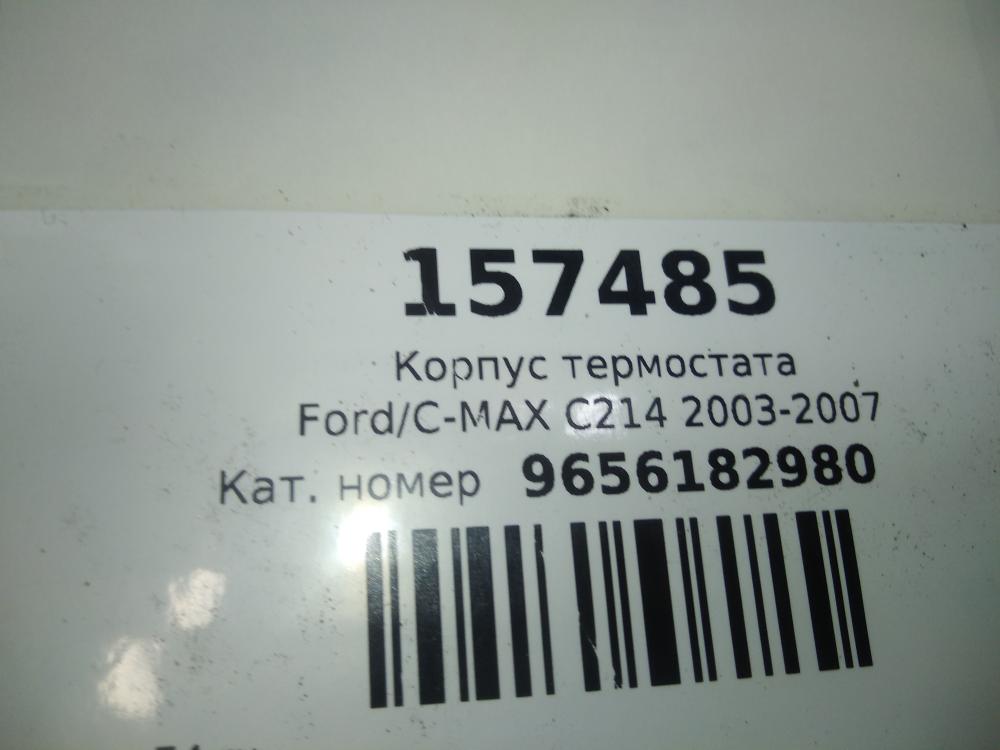 157485
Корпус термостата
Ford/C-MAX C214 2003-2007
Кат. номер 9656182980